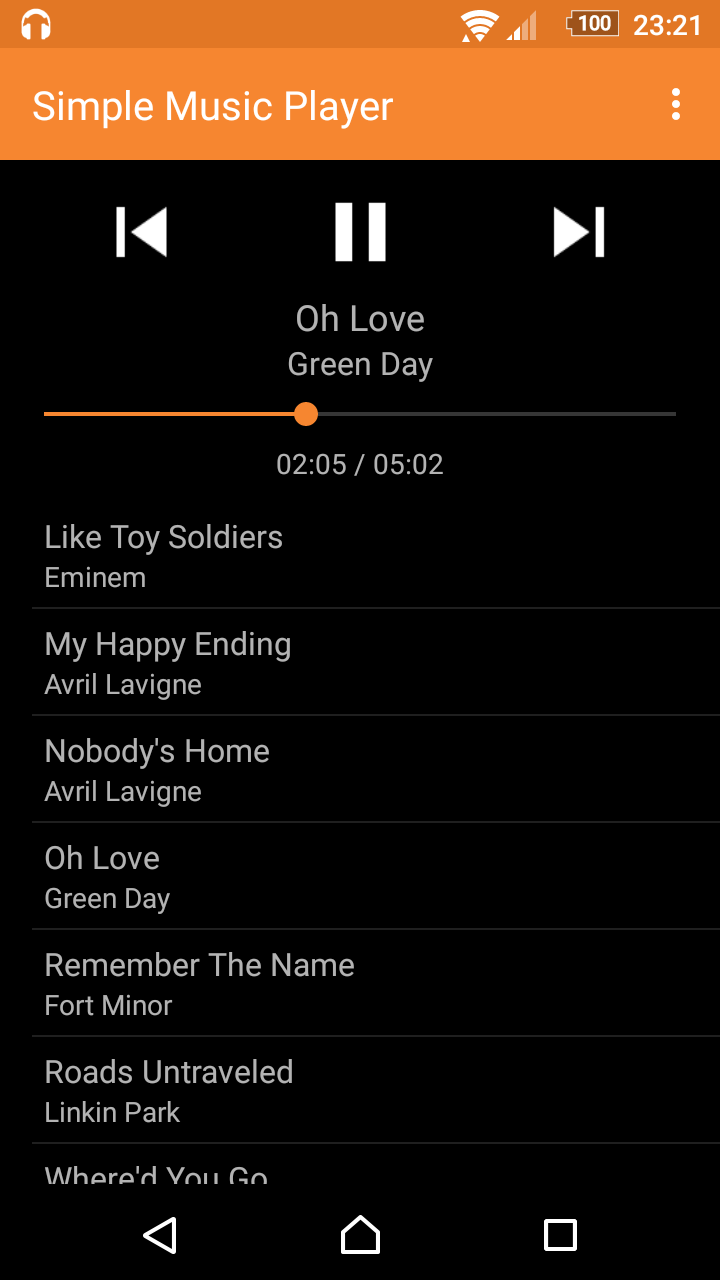 100 23:21
Simple Music Player
Oh Love
Green Day
02:05 / 05:02
Like Toy Soldiers
Eminem
My Happy Ending
Avril Lavigne
Nobody's Home
Avril Lavigne
Oh Love
Green Day
Remember The Name
Fort Minor
Roads Untraveled
Linkin Park
Where'd You Go